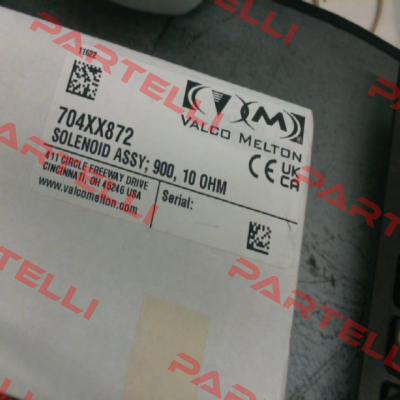 PARTELLI
11622
VM
VALCO MELTON
704XX872
SOLENOID ASSY; 900, 10 OHM
CE UK CA
411 CIRCLE FREEWAY DRIVE
CINCINNATI, OH 45246 USA
www.valcomelton.com
Serial:
PARTELLI
PARTELLI
PARTELLI